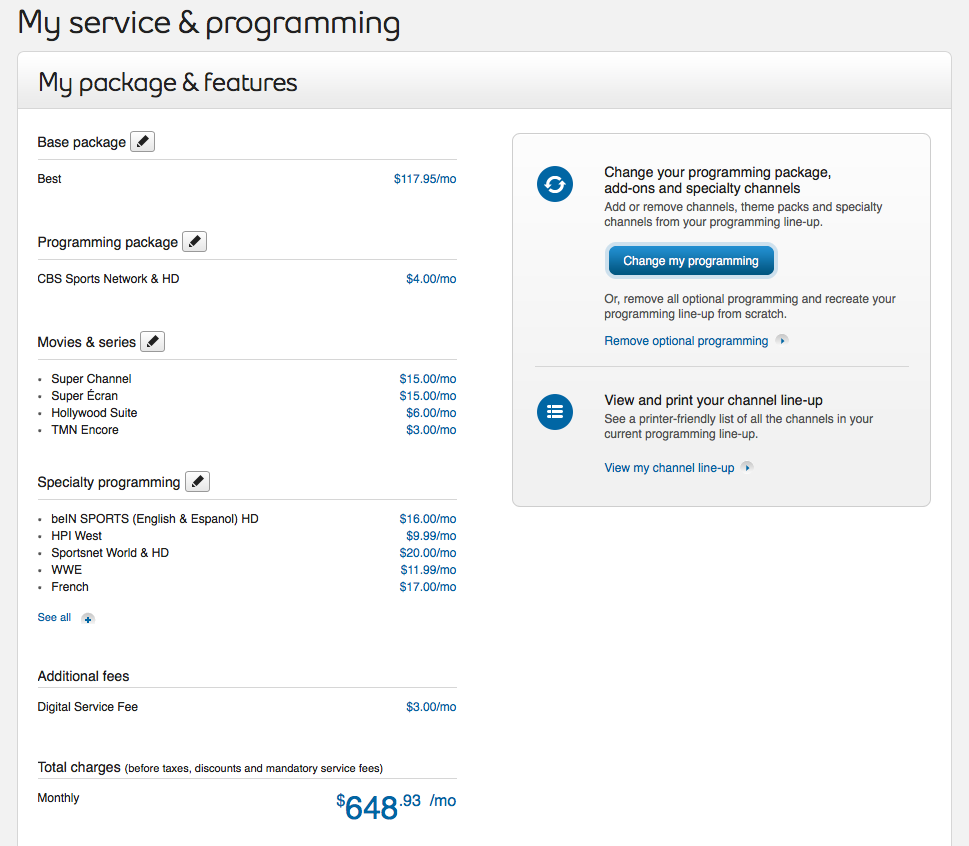 My service & programming
My package & features
Base package
Best $117.95/mo
Programming package
CBS Sports Network & HD $4.00/mo
Movies & series
Super Channel $15.00/mo
Super Écran $15.00/mo
Hollywood Suite $6.00/mo
TMN Encore $3.00/mo
Specialty programming
beIN SPORTS (English & Espanol) HD $16.00/mo
HPI West $9.99/mo
Sportsnet World & HD $20.00/mo
WWE $11.99/mo
French $17.00/mo
See all
Additional fees
Digital Service Fee $3.00/mo
Total charges (before taxes, discounts and mandatory service fees)
Monthly $648.93 /mo
Change your programming package,
add-ons and specialty channels
Add or remove channels, theme packs and specialty
channels from your programming line-up.
Change my programming
Or, remove all optional programming and recreate your
programming line-up from scratch.
Remove optional programming
View and print your channel line-up
See a printer-friendly list of all the channels in your
current programming line-up.
View my channel line-up